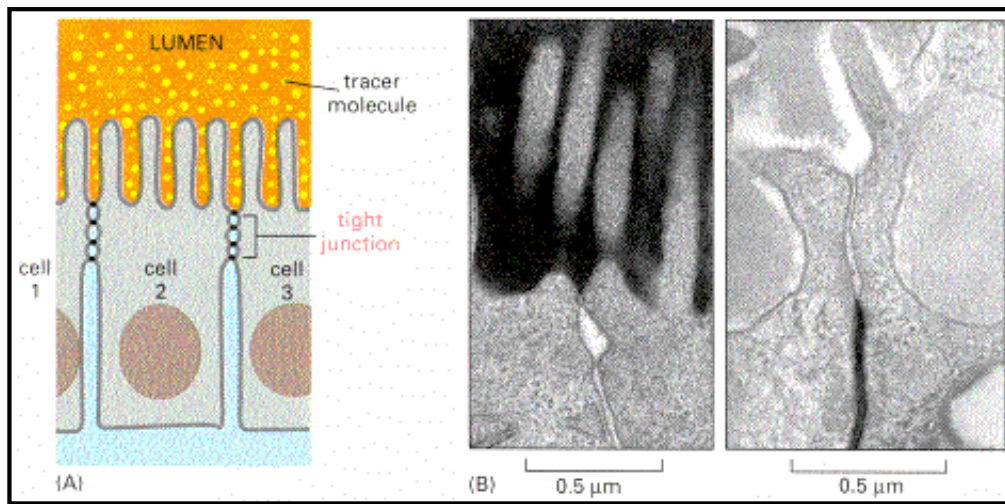 LUMEN
tracer
molecule
tight
junction
cell
1
cell
2
cell
3
(A)
(B)
0.5 µm
0.5 µm